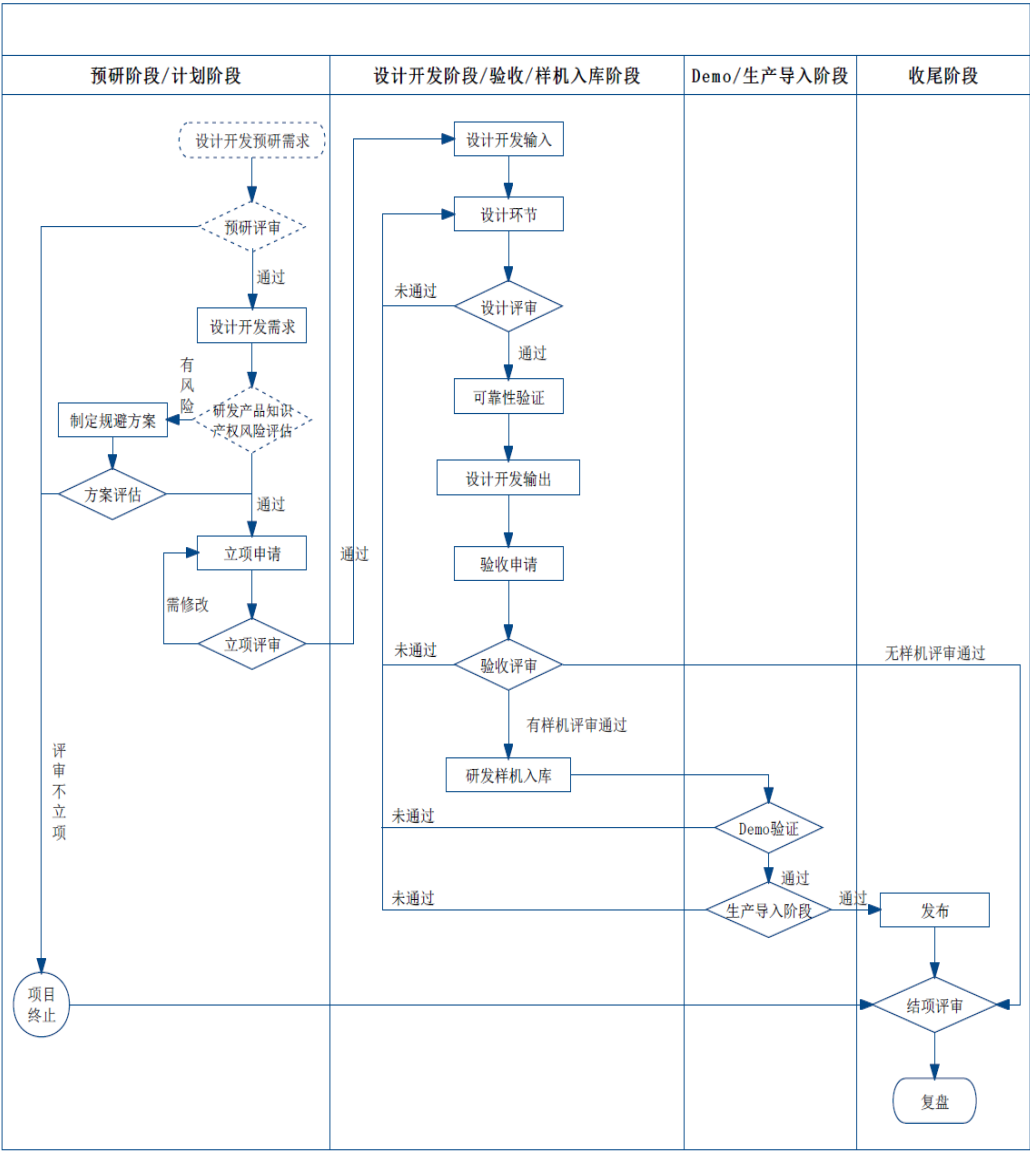 预研阶段/计划阶段
设计开发阶段/验收/样机入库阶段
Demo/生产导入阶段
收尾阶段
设计开发预研需求
预研评审
通过
设计开发需求
有
风
险
研发产品知识
产权风险评估
制定规避方案
方案评估
通过
立项申请
需修改
立项评审
通过
评
审
不
立
项
项目
终止
设计开发输入
设计环节
未通过
设计评审
通过
可靠性验证
设计开发输出
验收申请
未通过
验收评审
无样机评审通过
有样机评审通过
研发样机入库
未通过
Demo验证
通过
未通过
生产导入阶段
通过
发布
结项评审
复盘